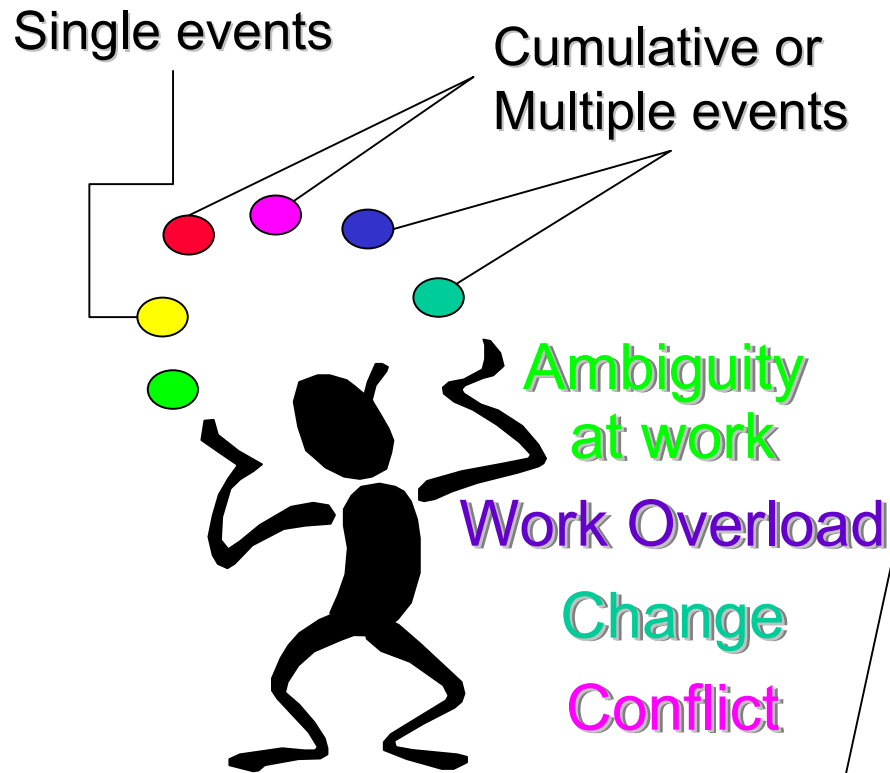 Single events
Cumulative or
Multiple events
Ambiguity
at work
Work Overload
Change
Conflict